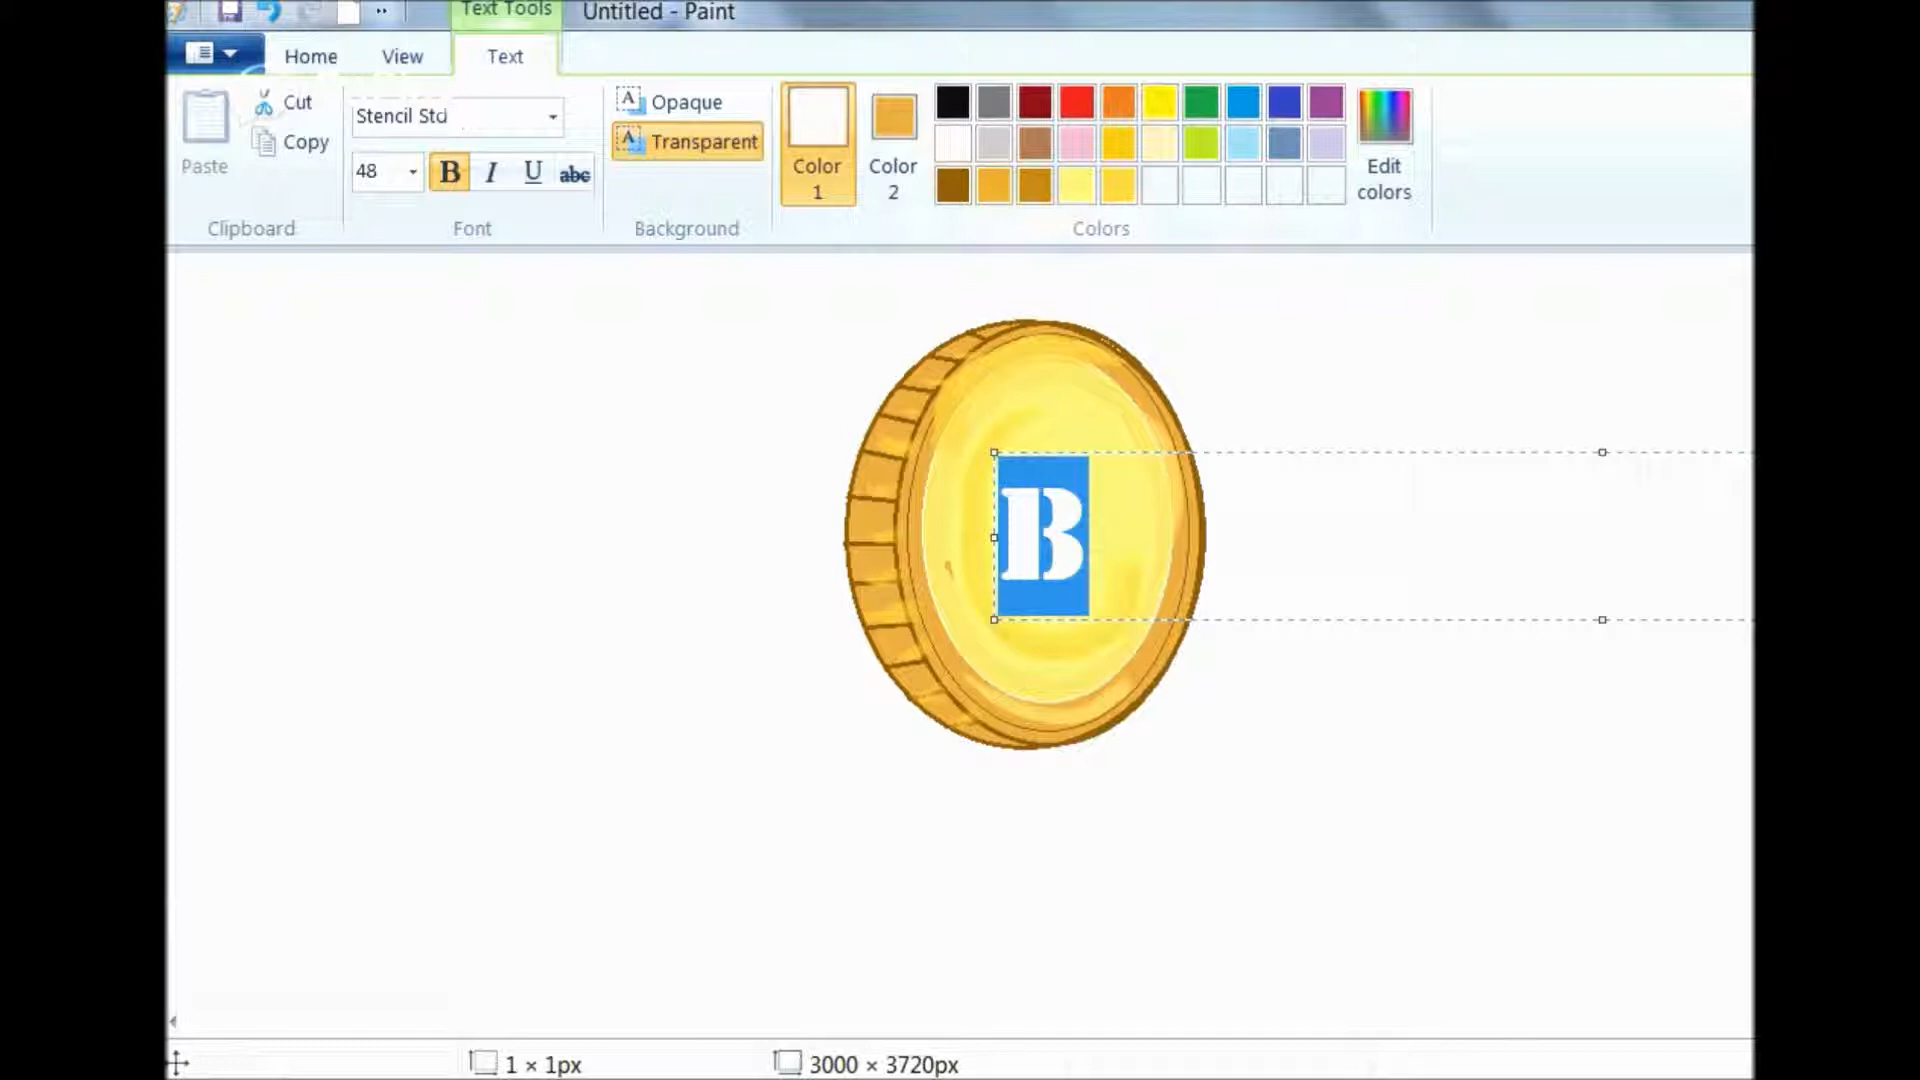 Text Tools
Untitled - Paint
Home
View
Text
Paste
Cut
Copy
Clipboard
Stencil Std
48
B I U abc
Font
Opaque
Transparent
Background
Color
1
Color
2
Edit
colors
Colors
B
1 × 1px
3000 × 3720px